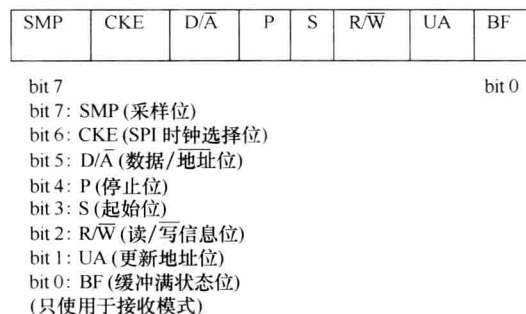 SMP CKE D/A̅ P S R/W̅ UA BF
bit 7 bit 0
bit 7: SMP (采样位)
bit 6: CKE (SPI 时钟选择位)
bit 5: D/A̅ (数据/地̅址̅位)
bit 4: P (停止位)
bit 3: S (起始位)
bit 2: R/W̅ (读/写̅信息位)
bit 1: UA (更新地址位)
bit 0: BF (缓冲满状态位)
(只使用于接收模式)